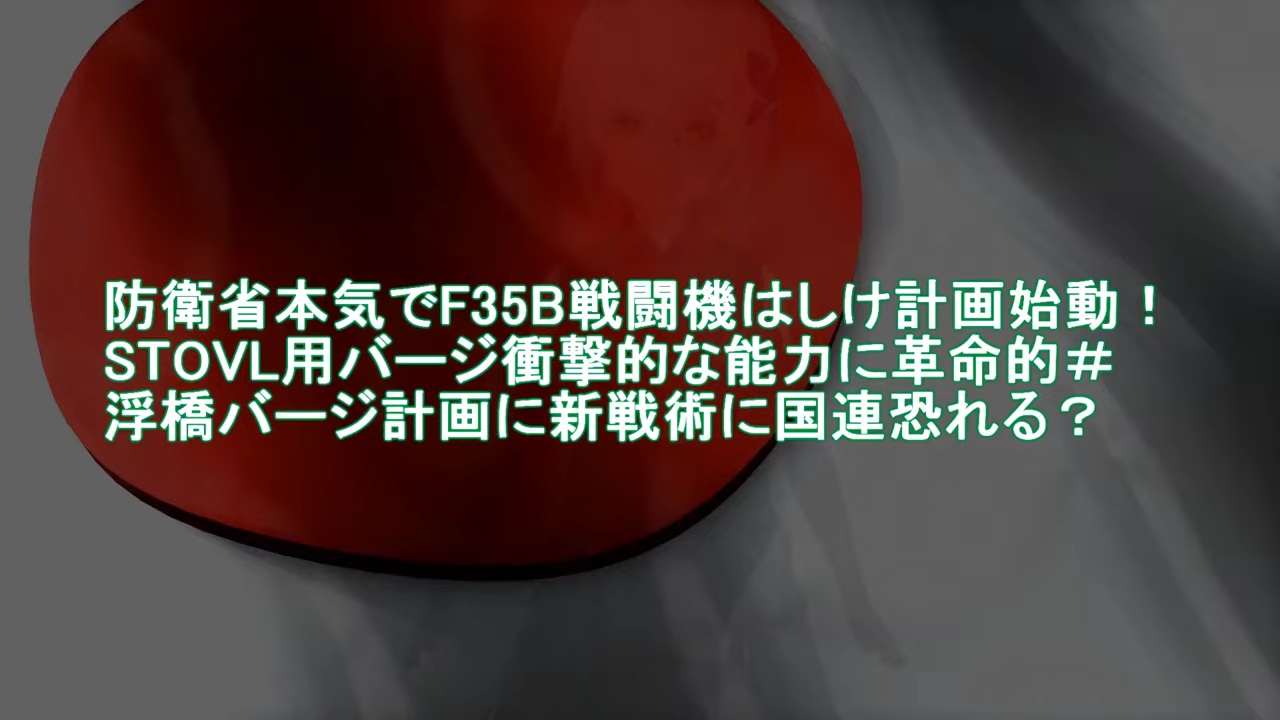 防衛省本気でF35B戦闘機はしけ計画始動！
STOVL用バージ衝撃的な能力に革命的＃
浮橋バージ計画に新戦術に国連恐れる？